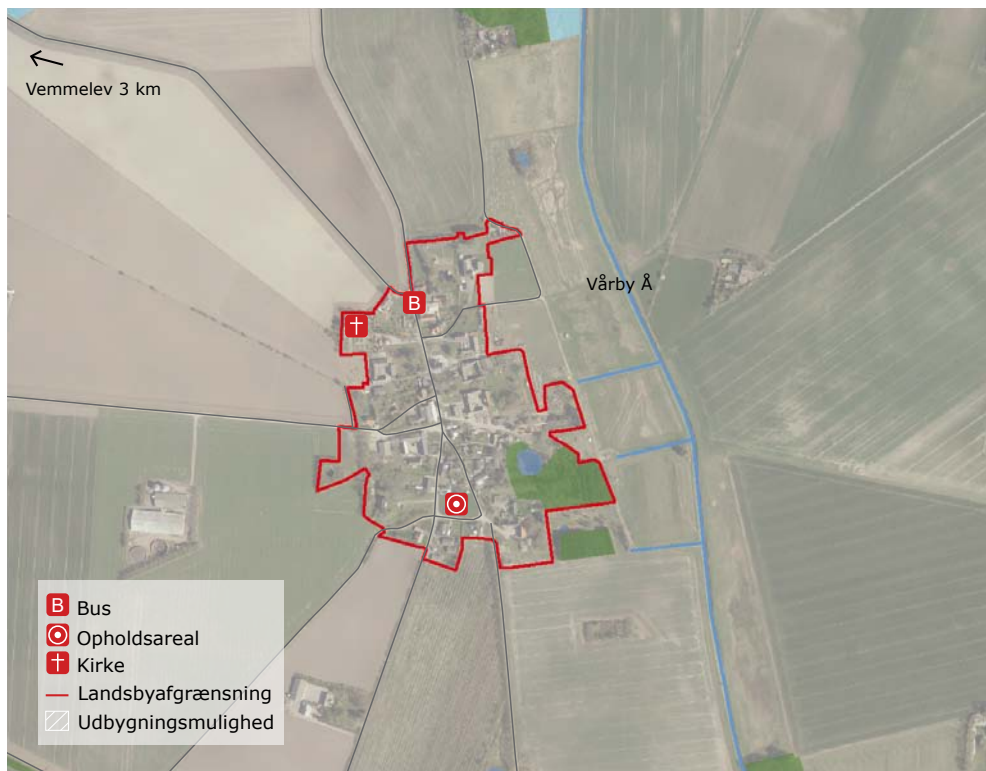 Vemmelev 3 km
Vårby Å
B
B Bus
Opholdsareal
Kirke
Landsbyafgrænsning
Udbygningsmulighed